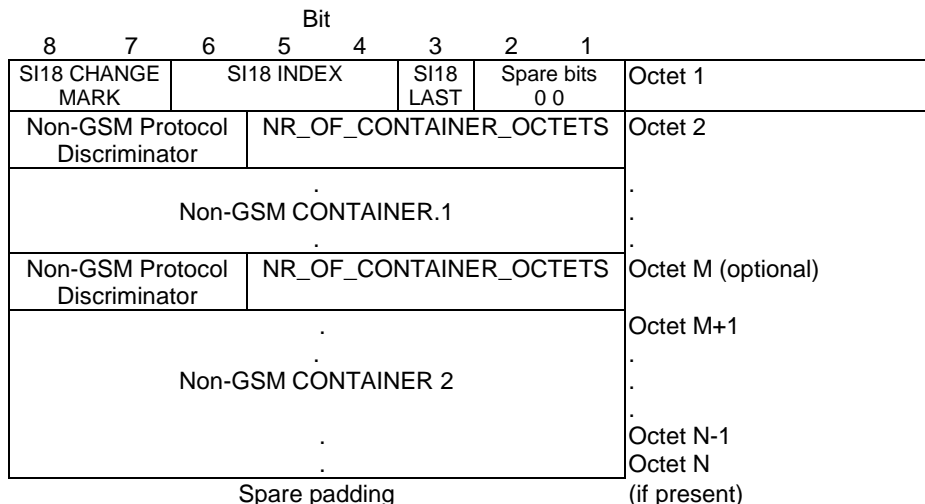 Bit
8 7 6 5 4 3 2 1
SI18 CHANGE SI18 INDEX SI18 Spare bits Octet 1
MARK LAST 0 0
Non-GSM Protocol NR_OF_CONTAINER_OCTETS Octet 2
Discriminator
. .
Non-GSM CONTAINER.1 .
. .
Non-GSM Protocol NR_OF_CONTAINER_OCTETS Octet M (optional)
Discriminator
. Octet M+1
. .
Non-GSM CONTAINER 2 .
.
. Octet N-1
. Octet N
Spare padding (if present)